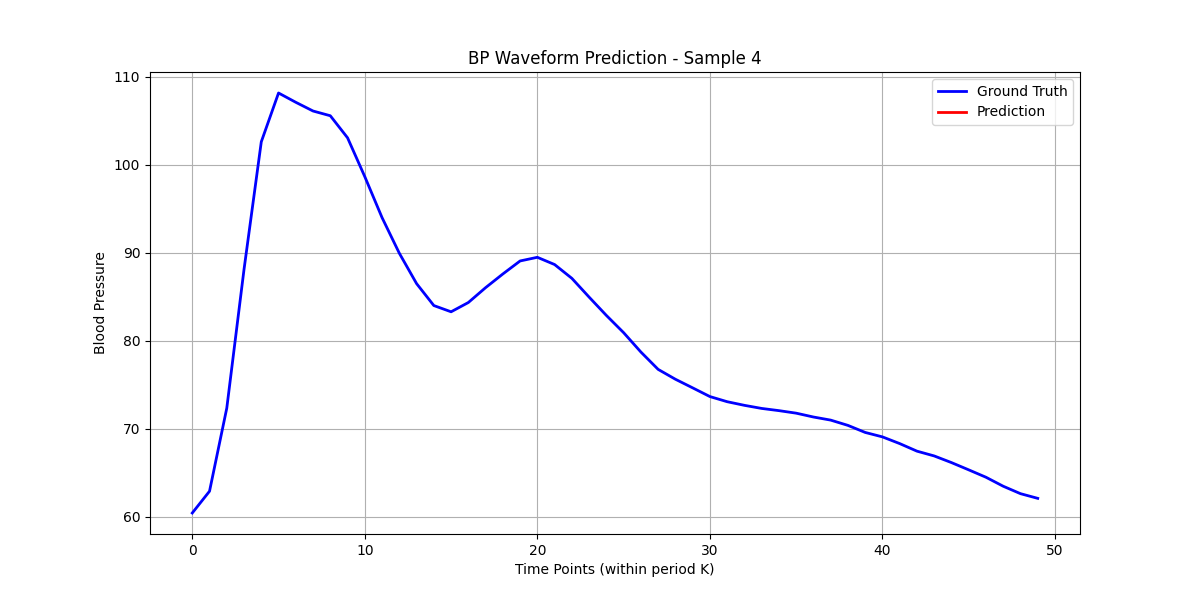 BP Waveform Prediction - Sample 4
Ground Truth
Prediction
Blood Pressure
110
100
90
80
70
60
0
10
20
30
40
50
Time Points (within period K)